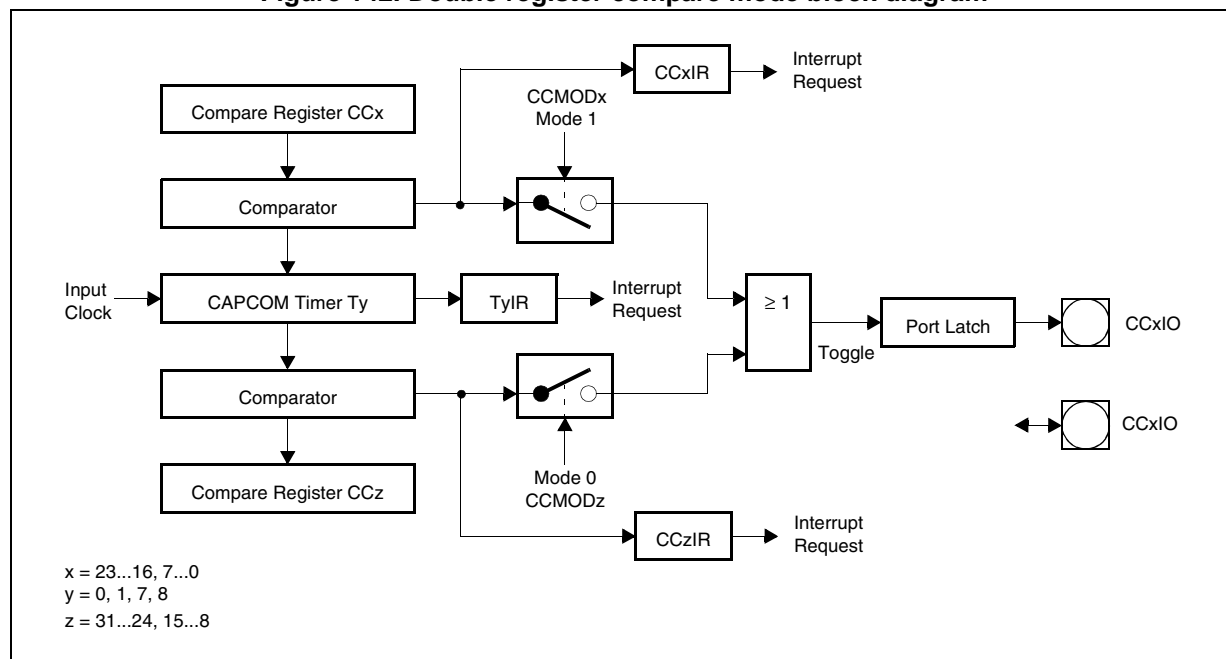 Figure 142. Double register compare mode block diagram
CCxIR
Interrupt
Request
Compare Register CCx
CCMODx
Mode 1
Comparator
Input
Clock
CAPCOM Timer Ty
TyIR
Interrupt
Request
≥ 1
Toggle
Port Latch
CCxIO
Comparator
CCxIO
Compare Register CCz
Mode 0
CCMODz
CCzIR
Interrupt
Request
x = 23...16, 7...0
y = 0, 1, 7, 8
z = 31...24, 15...8